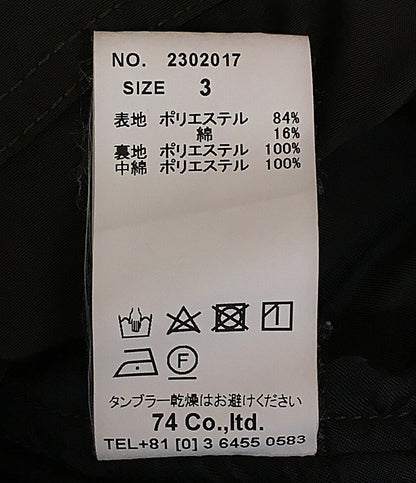 NO. 2302017
SIZE 3
表地 ポリエステル 84%
綿 16%
裏地 ポリエステル 100%
中綿 ポリエステル 100%
F
タンブラー乾燥はお避けください
74 Co.,ltd.
TEL+81 [0] 3 6455 0583